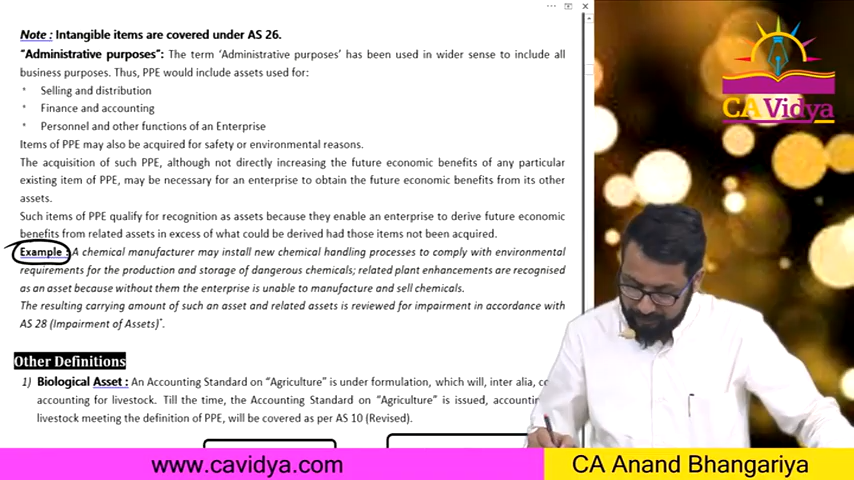 Note : Intangible items are covered under AS 26.
"Administrative purposes": The term 'Administrative purposes' has been used in wider sense to include all
business purposes. Thus, PPE would include assets used for:
* Selling and distribution
* Finance and accounting
* Personnel and other functions of an Enterprise
Items of PPE may also be acquired for safety or environmental reasons.
The acquisition of such PPE, although not directly increasing the future economic benefits of any particular
existing item of PPE, may be necessary for an enterprise to obtain the future economic benefits from its other
assets.
Such items of PPE qualify for recognition as assets because they enable an enterprise to derive future economic
benefits from related assets in excess of what could be derived had those items not been acquired.
Example : A chemical manufacturer may install new chemical handling processes to comply with environmental
requirements for the production and storage of dangerous chemicals; related plant enhancements are recognised
as an asset because without them the enterprise is unable to manufacture and sell chemicals.
The resulting carrying amount of such an asset and related assets is reviewed for impairment in accordance with
AS 28 (Impairment of Assets)*.
Other Definitions
1) Biological Asset : An Accounting Standard on "Agriculture" is under formulation, which will, inter alia,
accounting for livestock. Till the time, the Accounting Standard on "Agriculture" is issued,
livestock meeting the definition of PPE, will be covered as per AS 10 (Revised).
CA Vidya
www.cavidya.com
CA Anand Bhangariya